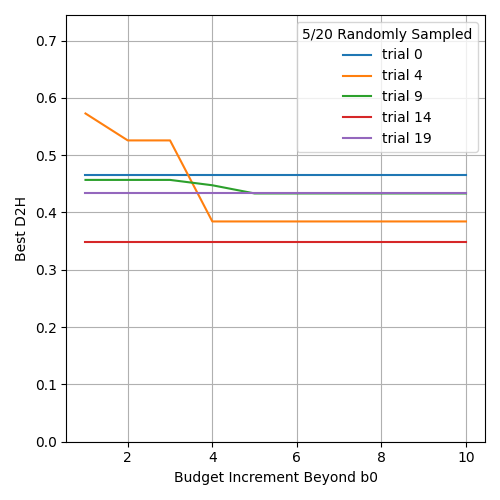 5/20 Randomly Sampled
trial 0
trial 4
trial 9
trial 14
trial 19
Best D2H
0.7
0.6
0.5
0.4
0.3
0.2
0.1
0.0
2
4
6
8
10
Budget Increment Beyond b0